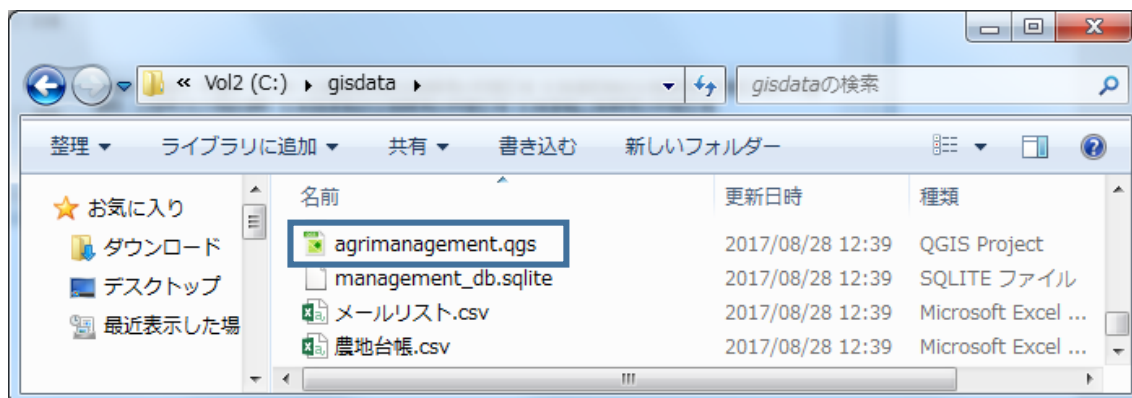 « Vol2 (C:) ▸ gisdata ▸ gisdataの検索
整理 ▼ ライブラリに追加 ▼ 共有 ▼ 書き込む 新しいフォルダー
お気に入り
ダウンロード
デスクトップ
最近表示した場
名前 更新日時 種類
agrimanagement.qgs 2017/08/28 12:39 QGIS Project
management_db.sqlite 2017/08/28 12:39 SQLITE ファイル
メールリスト.csv 2017/08/28 12:39 Microsoft Excel ...
農地台帳.csv 2017/08/28 12:39 Microsoft Excel ...